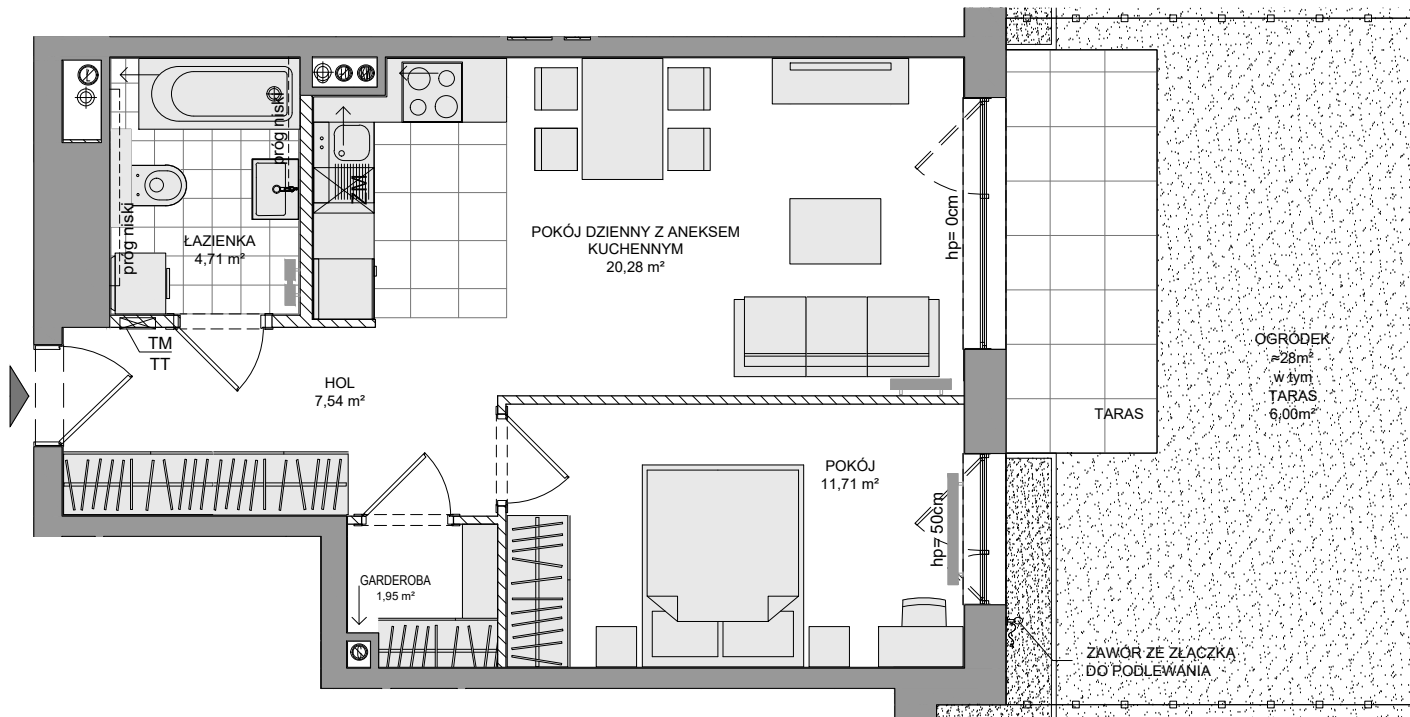 próg niski
próg niski
ŁAZIENKA
4,71 m²
ZM
POKÓJ DZIENNY Z ANEKSEM
KUCHENNYM
20,28 m²
hp= 0cm
TM
TT
HOL
7,54 m²
OGRÓDEK
≈28m²
w tym
TARAS
6,00m²
TARAS
POKÓJ
11,71 m²
hp= 50cm
GARDEROBA
1,95 m²
ZAWÓR ZE ZŁĄCZKĄ
DO PODLEWANIA